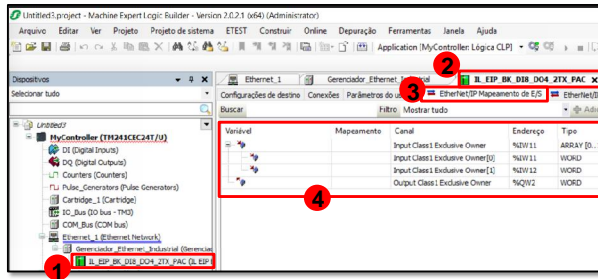 Untitled3.project - Machine Expert Logic Builder - Version 2.0.2.1 (x64) (Administrator)
Arquivo Editar Ver Projeto Projeto de sistema ETEST Construir Online Depuração Ferramentas Janela Ajuda
Application [MyController: Lógica CLP]
2
Dispositivos
Ethernet_1 Gerenciador_Ethernet_Industrial IL_EIP_BK_DI8_DO4_2TX_PAC
Selecionar tudo
Configurações de destino Conexões Parâmetros do us 3 EtherNet/IP Mapeamento de E/S EtherNet/I
Buscar Filtro Mostrar tudo Adi
Variável Mapeamento Canal Endereço Tipo
Input Class1 Exclusive Owner %IW11 ARRAY [0..
Input Class1 Exclusive Owner[0] %IW11 WORD
Input Class1 Exclusive Owner[1] %IW12 WORD
Output Class1 Exclusive Owner %QW2 WORD
4
Untitled3
MyController (TM241CEC24T/U)
DI (Digital Inputs)
DQ (Digital Outputs)
Counters (Counters)
Pulse_Generators (Pulse Generators)
Cartridge_1 (Cartridge)
IO_Bus (IO bus - TM3)
COM_Bus (COM bus)
Ethernet_1 (Ethernet Network)
Gerenciador_Ethernet_Industrial (Gerenciac
IL_EIP_BK_DI8_DO4_2TX_PAC (IL EIP
1